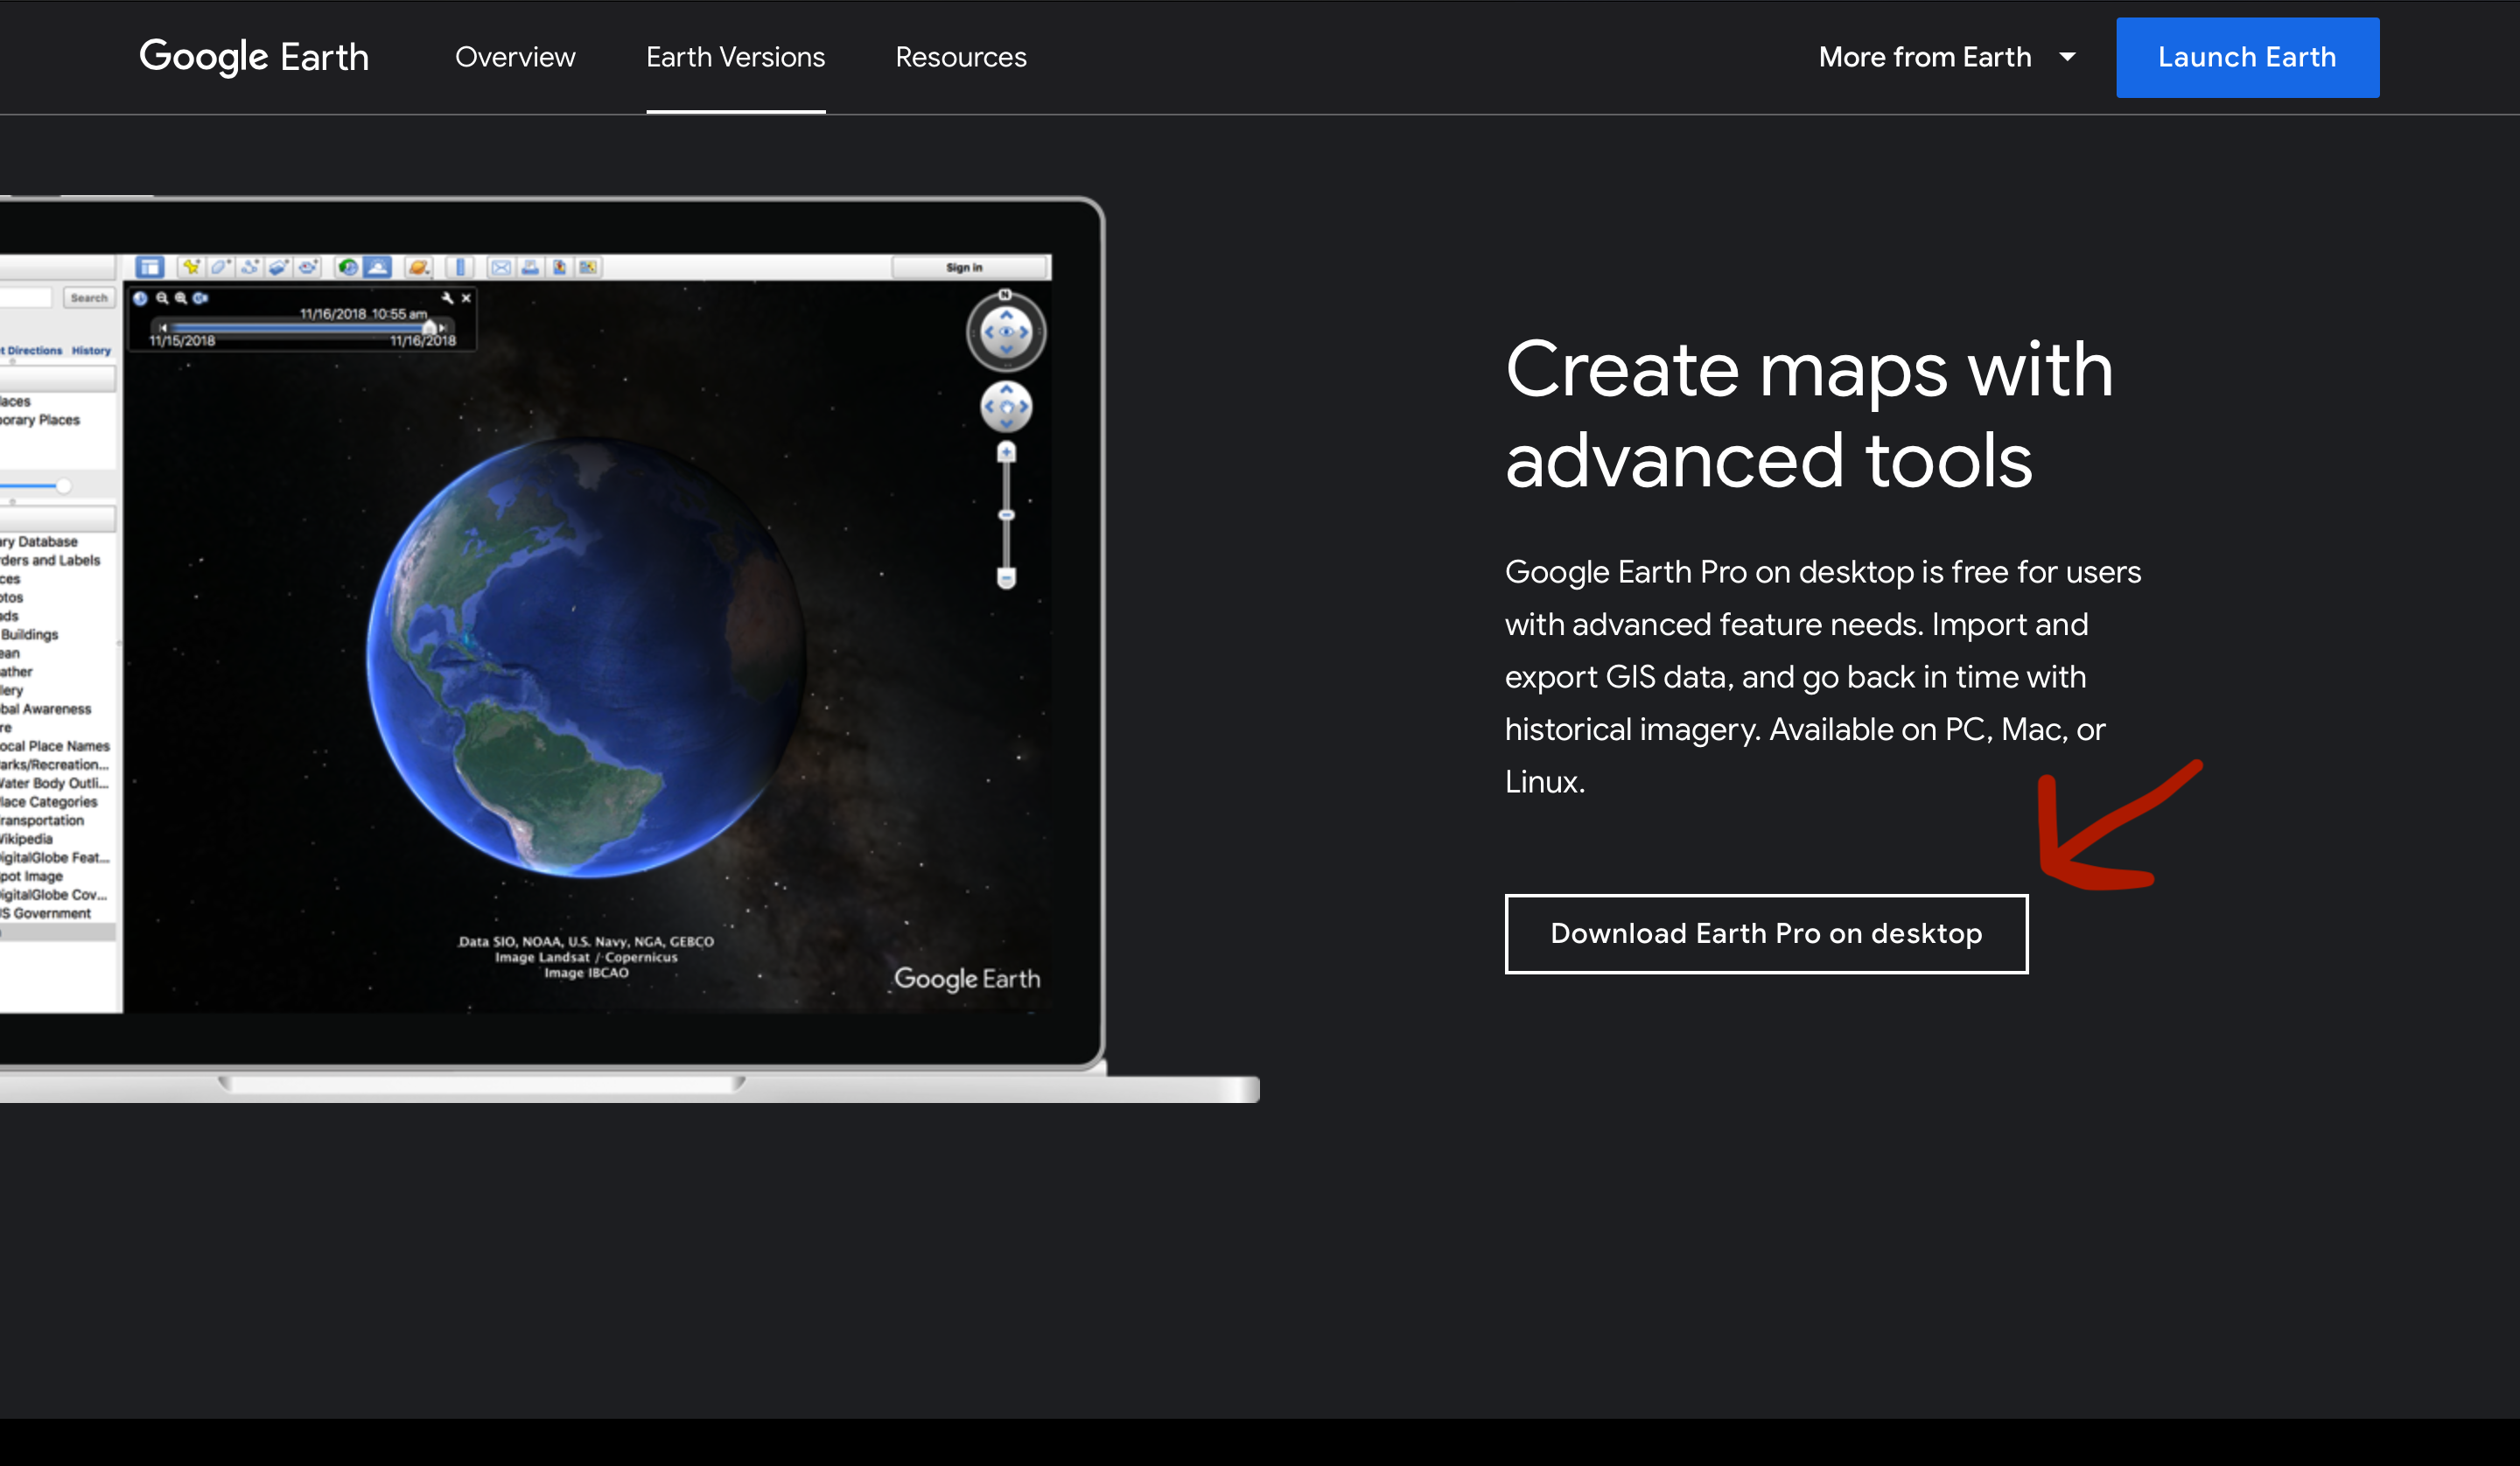 Google Earth
Overview
Earth Versions
Resources
More from Earth
Launch Earth
Sign in
Search
11/16/2018 10:55 am
11/15/2018
11/16/2018
t Directions History
N
laces
orary Places
ary Database
rders and Labels
ces
otos
ads
Buildings
ean
ather
lery
bal Awareness
re
ocal Place Names
arks/Recreation...
Water Body Outli...
lace Categories
ransportation
Wikipedia
igitalGlobe Feat...
pot Image
igitalGlobe Cov...
US Government
Data SIO, NOAA, U.S. Navy, NGA, GEBCO
Image Landsat / Copernicus
Image IBCAO
Google Earth
Create maps with
advanced tools
Google Earth Pro on desktop is free for users
with advanced feature needs. Import and
export GIS data, and go back in time with
historical imagery. Available on PC, Mac, or
Linux.
Download Earth Pro on desktop